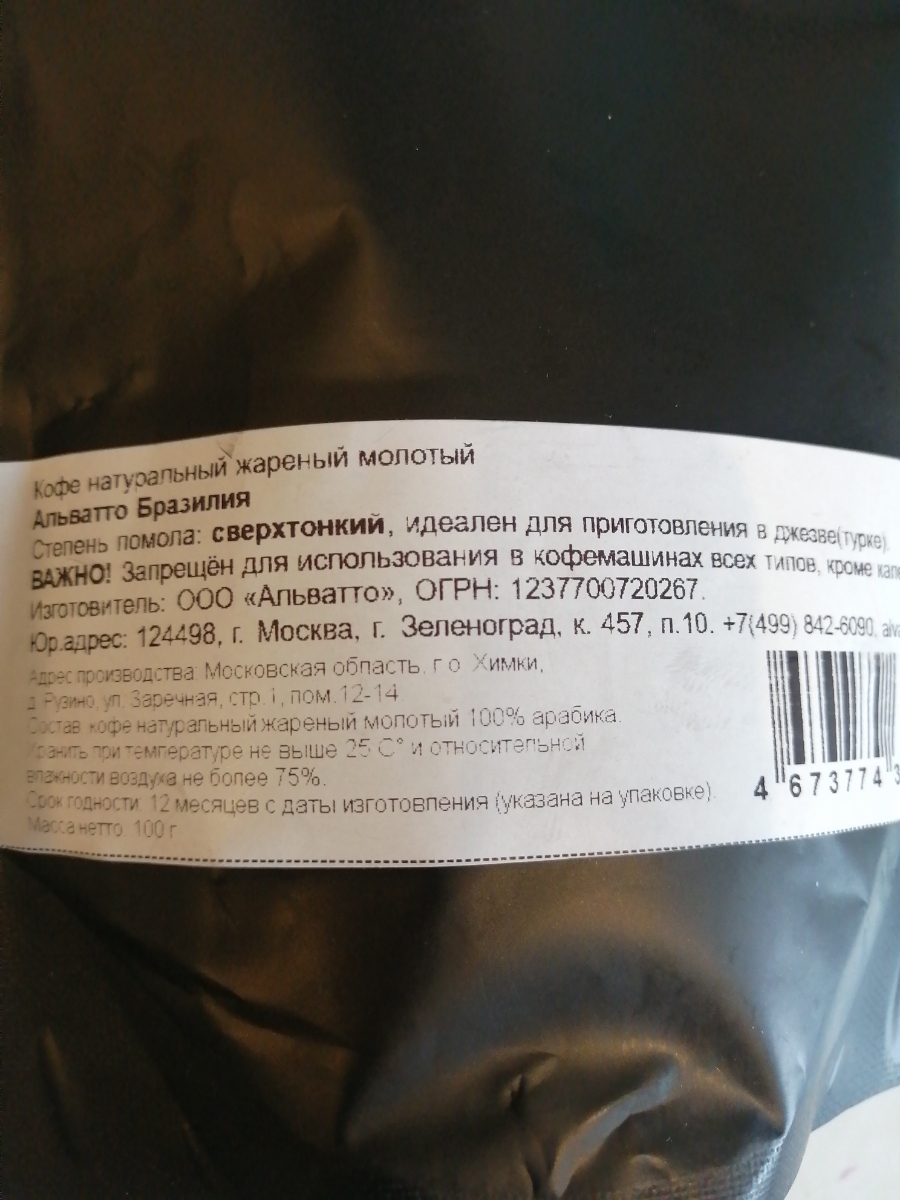 Кофе натуральный жареный молотый
Альватто Бразилия
Степень помола: сверхтонкий, идеален для приготовления в джезве(турке).
ВАЖНО! Запрещён для использования в кофемашинах всех типов, кроме
Изготовитель: ООО «Альватто», ОГРН: 1237700720267.
Юр.адрес: 124498, г. Москва, г. Зеленоград, к. 457, п.10. +7(499) 842-6090,
Адрес производства: Московская область, г.о. Химки,
д. Рузино, ул. Заречная, стр.1, пом.12-14
Состав: кофе натуральный жареный молотый 100% арабика.
Хранить при температуре не выше 25 С° и относительной
влажности воздуха не более 75%.
Срок годности: 12 месяцев с даты изготовления (указана на упаковке).
Масса нетто: 100 г
4 673774